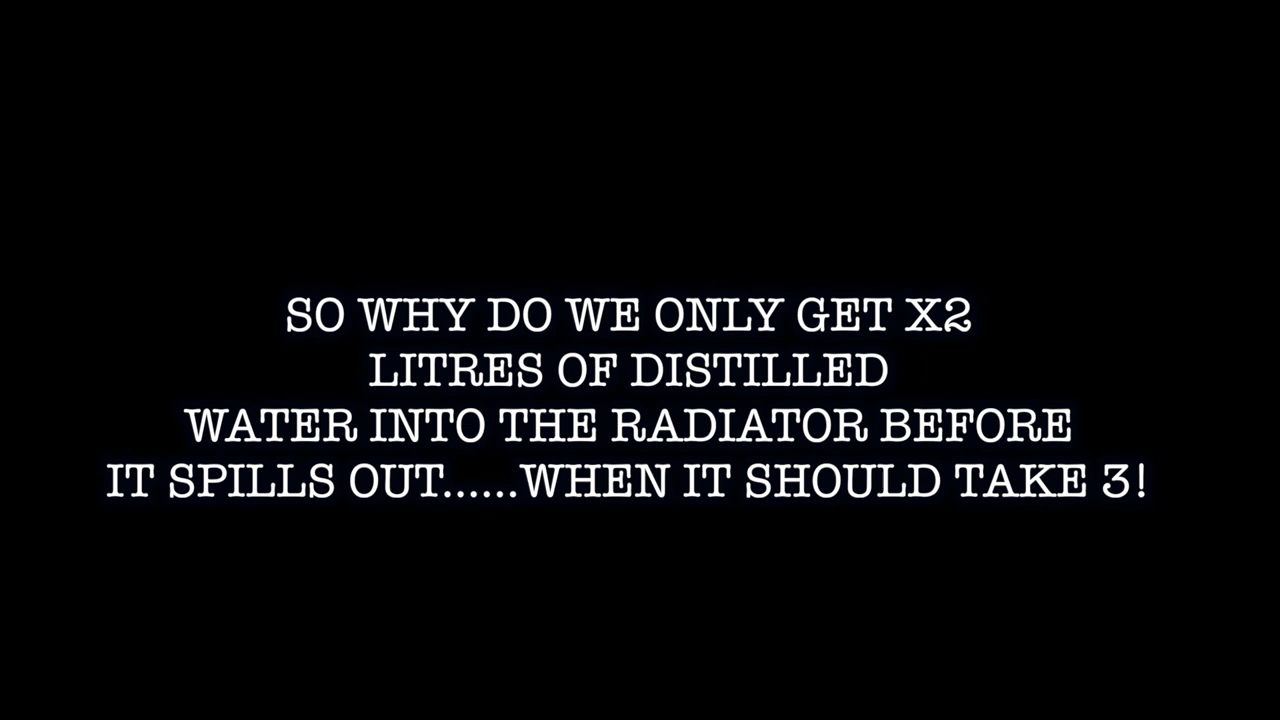 SO WHY DO WE ONLY GET X2
LITRES OF DISTILLED
WATER INTO THE RADIATOR BEFORE
IT SPILLS OUT......WHEN IT SHOULD TAKE 3!